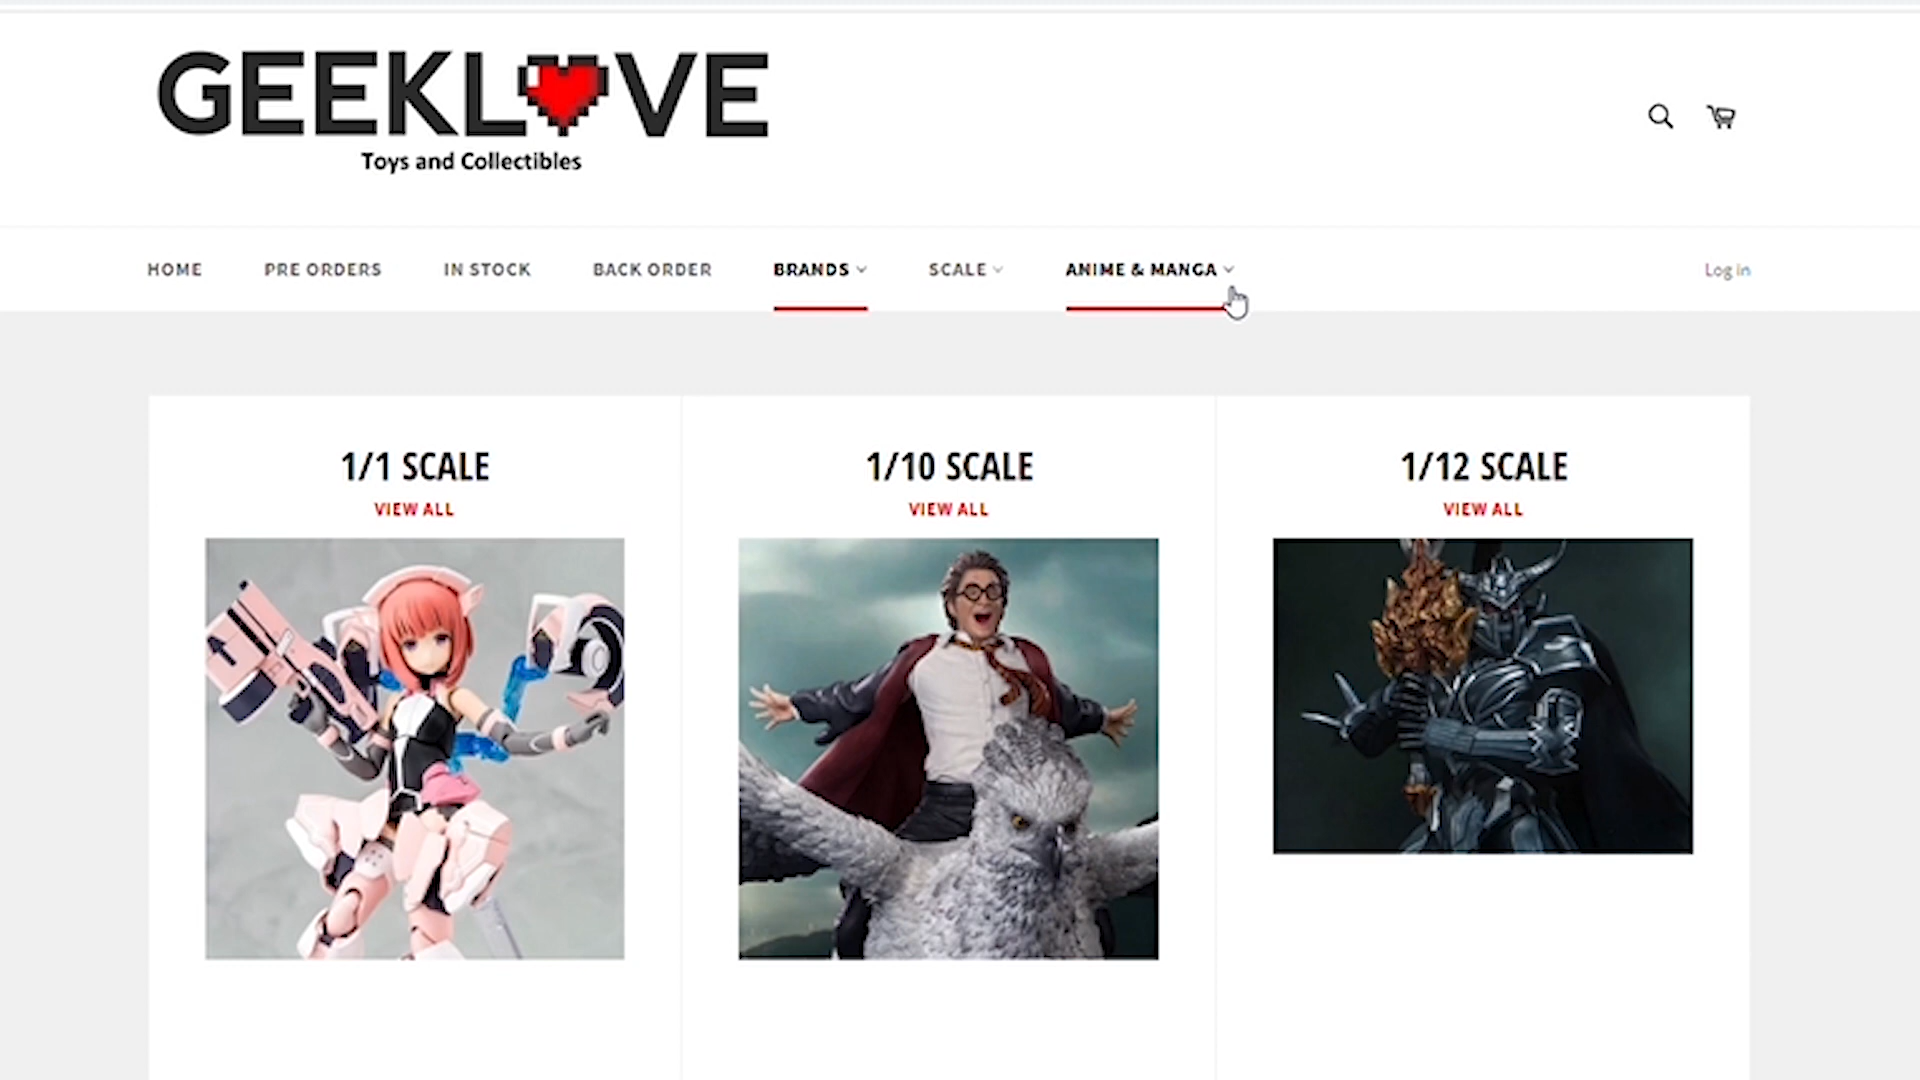 GEEKLOVE
Toys and Collectibles
HOME PRE ORDERS IN STOCK BACK ORDER BRANDS SCALE ANIME & MANGA Log in
1/1 SCALE
VIEW ALL
1/10 SCALE
VIEW ALL
1/12 SCALE
VIEW ALL